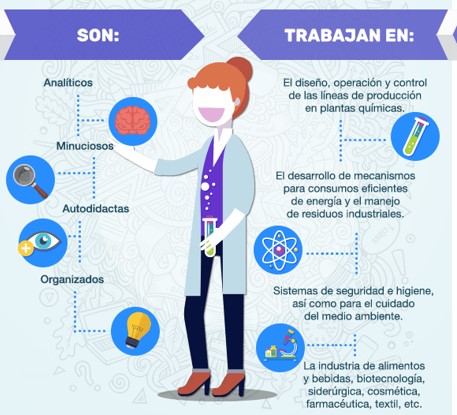 SON:
Analíticos
Minuciosos
Autodidactas
Organizados
TRABAJAN EN:
El diseño, operación y control
de las líneas de producción
en plantas químicas.
El desarrollo de mecanismos
para consumos eficientes
de energía y el manejo
de residuos industriales.
Sistemas de seguridad e higiene,
así como para el cuidado
del medio ambiente.
La industria de alimentos
y bebidas, biotecnología,
siderúrgica, cosmética,
farmacéutica, textil, etc.